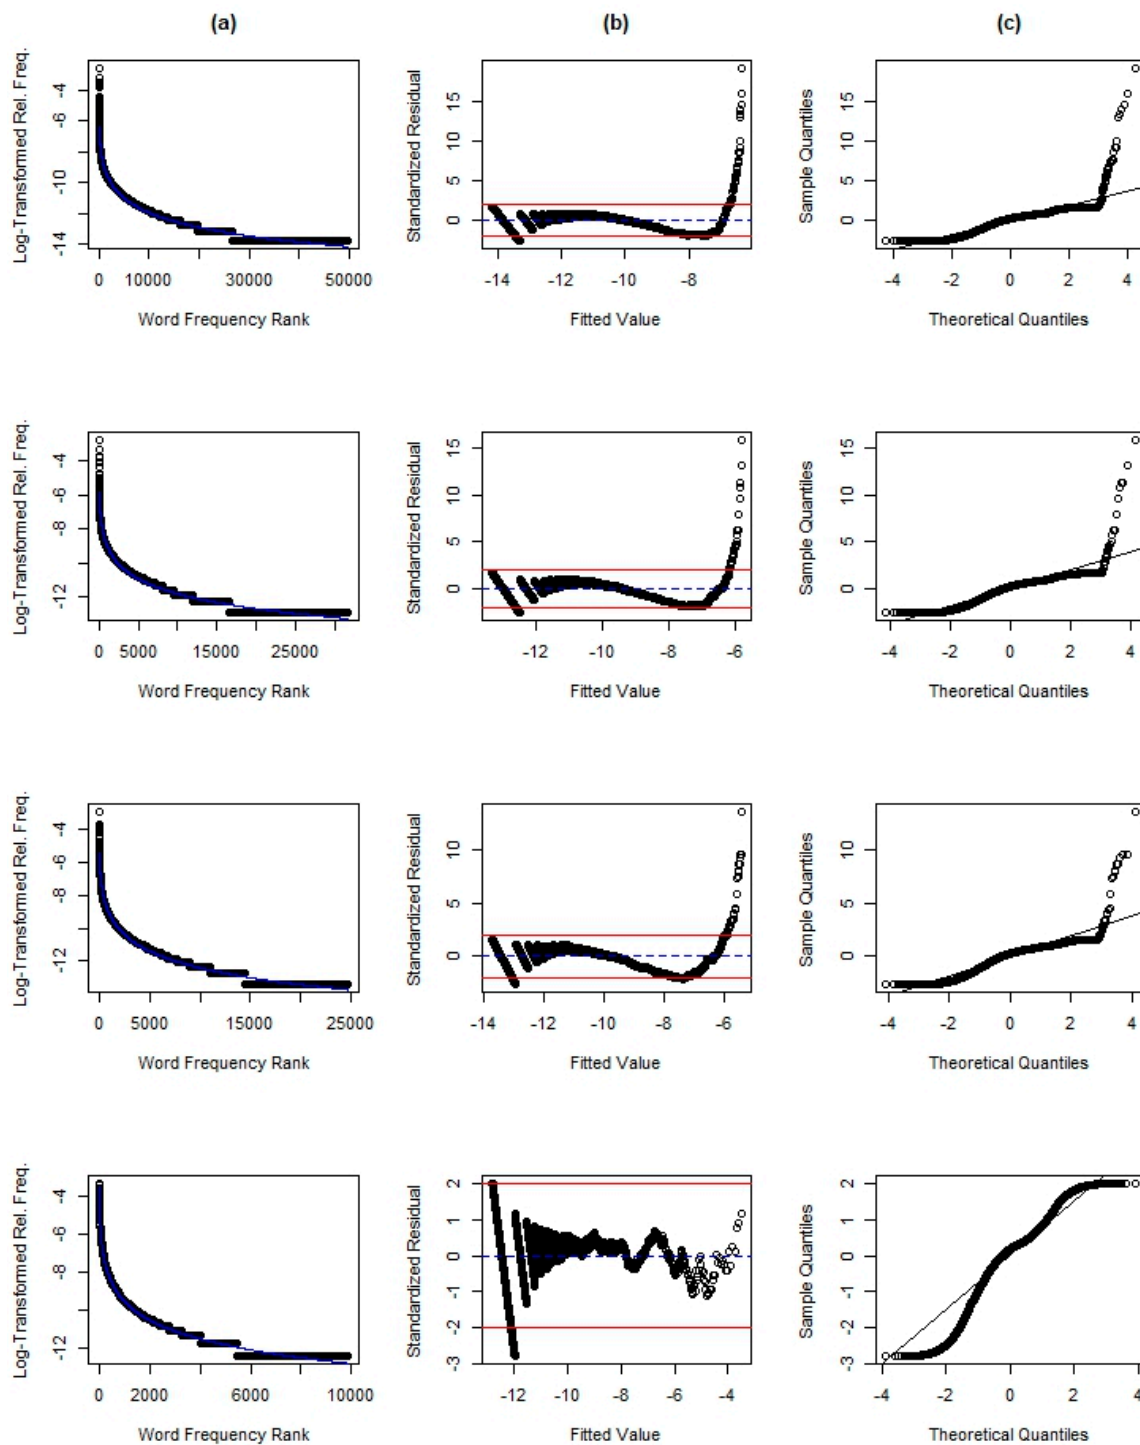 (a) (b) (c)
Log-Transformed Rel. Freq.
-4
-6
-10
-14
0 10000 30000 50000
Word Frequency Rank
Standardized Residual
15
10
5
0
-14 -12 -10 -8
Fitted Value
Sample Quantiles
15
10
5
0
-4 -2 0 2 4
Theoretical Quantiles
Log-Transformed Rel. Freq.
-4
-6
-8
-12
0 5000 15000 25000
Word Frequency Rank
Standardized Residual
15
10
5
0
-12 -10 -8 -6
Fitted Value
Sample Quantiles
15
10
5
0
-4 -2 0 2 4
Theoretical Quantiles
Log-Transformed Rel. Freq.
-4
-6
-8
-12
0 5000 15000 25000
Word Frequency Rank
Standardized Residual
10
5
0
-14 -12 -10 -8 -6
Fitted Value
Sample Quantiles
10
5
0
-4 -2 0 2 4
Theoretical Quantiles
Log-Transformed Rel. Freq.
-4
-6
-8
-12
0 2000 6000 10000
Word Frequency Rank
Standardized Residual
2
1
0
-1
-2
-3
-12 -10 -8 -6 -4
Fitted Value
Sample Quantiles
2
1
0
-1
-2
-3
-4 -2 0 2 4
Theoretical Quantiles